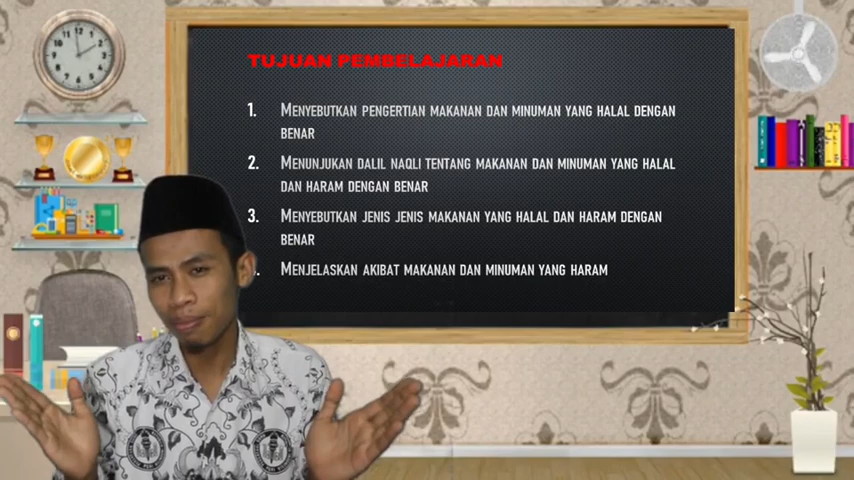 TUJUAN PEMBELAJARAN
1. MENYEBUTKAN PENGERTIAN MAKANAN DAN MINUMAN YANG HALAL DENGAN
BENAR
2. MENUNJUKAN DALIL NAQLI TENTANG MAKANAN DAN MINUMAN YANG HALAL
DAN HARAM DENGAN BENAR
3. MENYEBUTKAN JENIS JENIS MAKANAN YANG HALAL DAN HARAM DENGAN
BENAR
MENJELASKAN AKIBAT MAKANAN DAN MINUMAN YANG HARAM